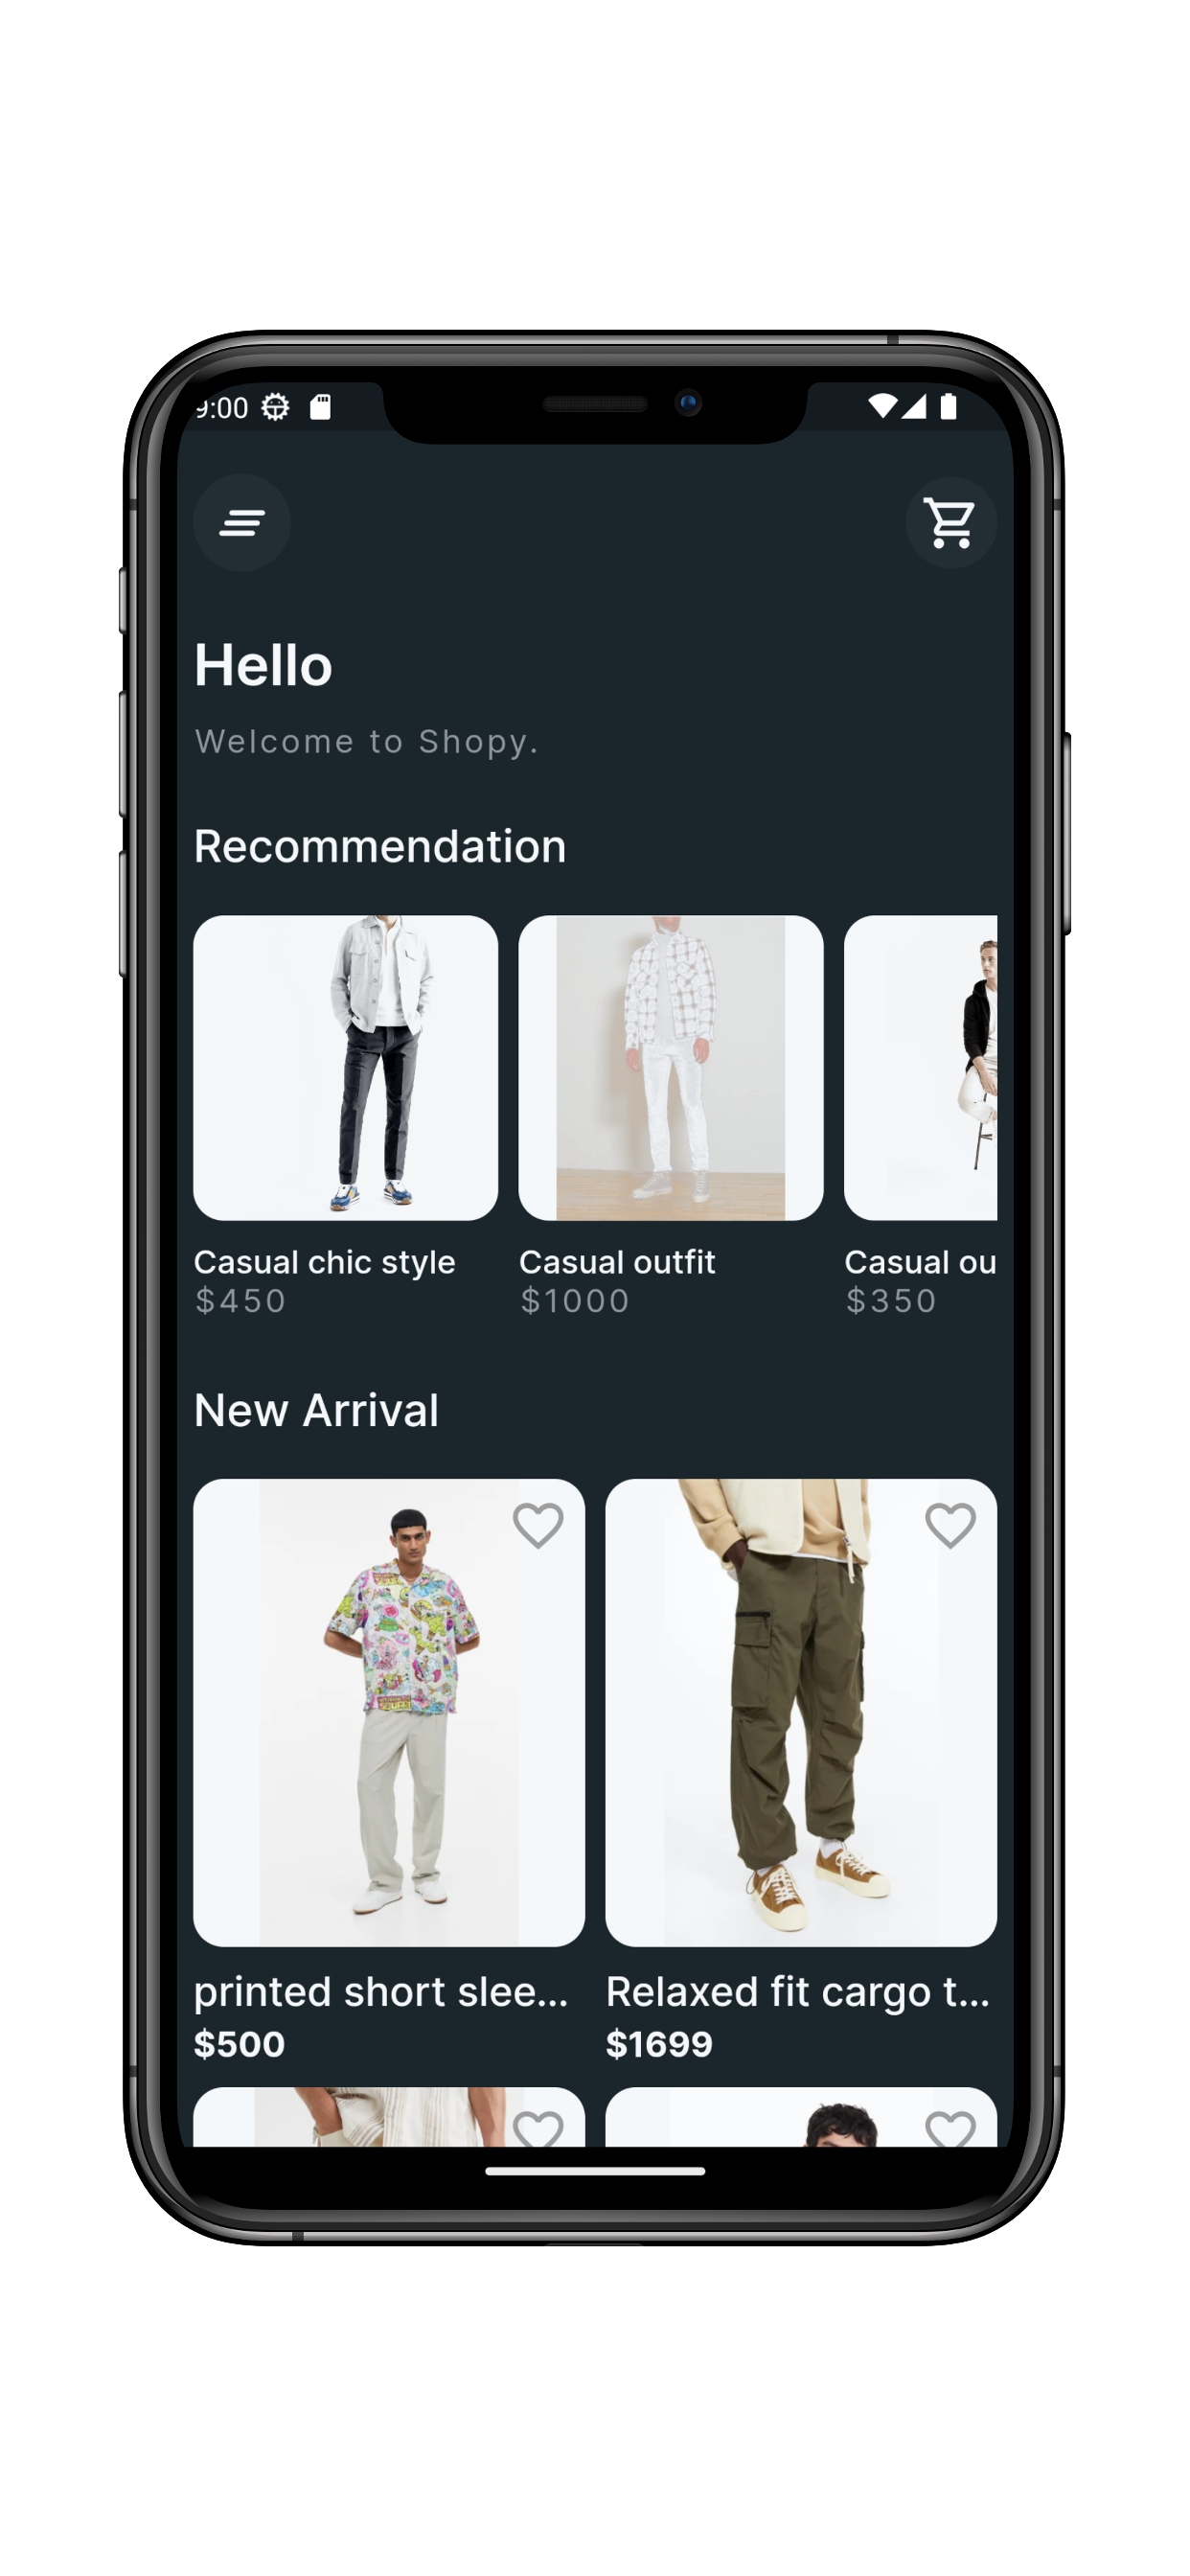 9:00
Hello
Welcome to Shopy.
Recommendation
Casual chic style
$450
Casual outfit
$1000
Casual ou
$350
New Arrival
printed short slee...
$500
Relaxed fit cargo t...
$1699